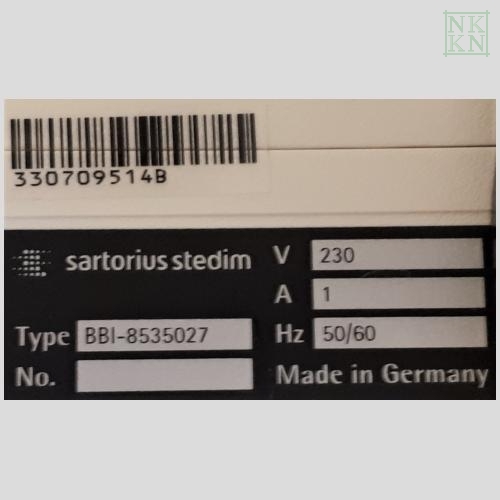 NK
KN
330709514B
sartorius stedim
V 230
A 1
Type BBI-8535027
Hz 50/60
No.
Made in Germany